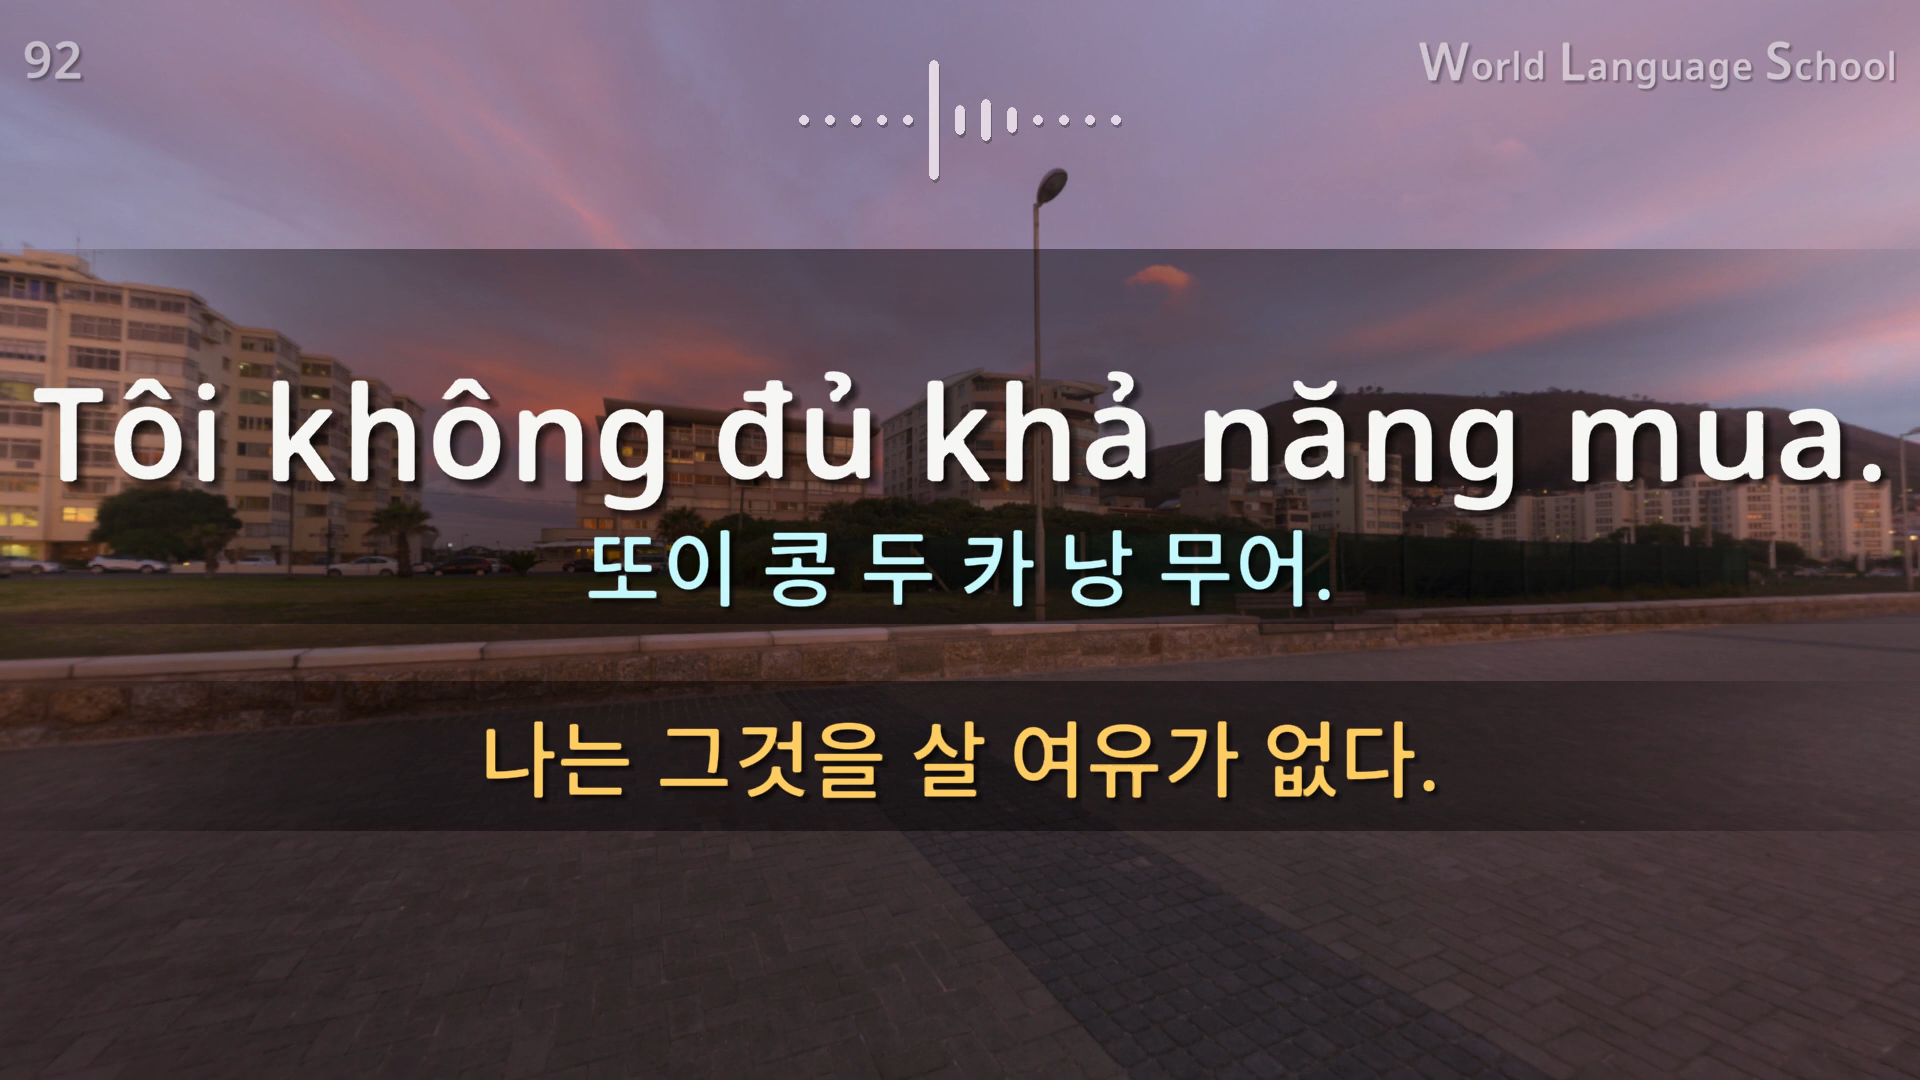 92
World Language School
Tôi không đủ khả năng mua.
또이 콩 두 카 낭 무어.
나는 그것을 살 여유가 없다.